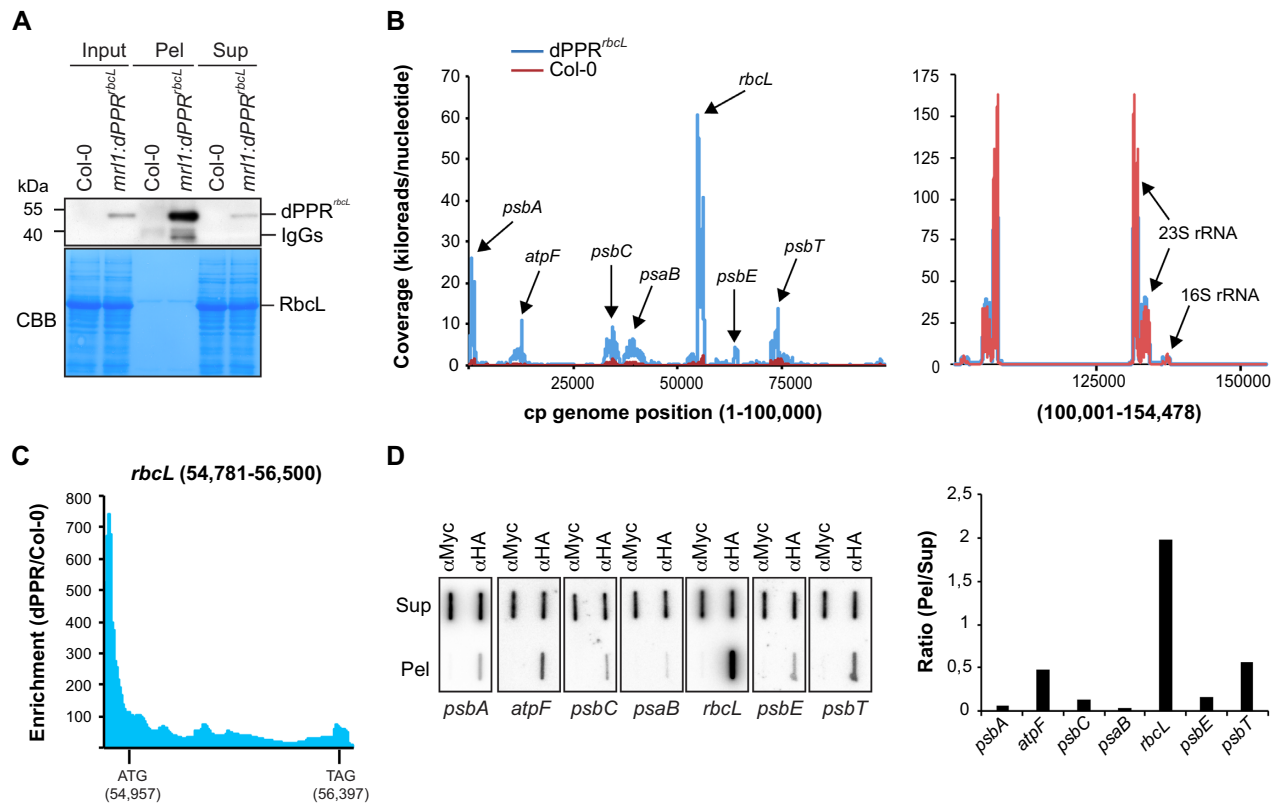 A
Input Pel Sup
Col-0
mrl1:dPPR^rbcL
Col-0
mrl1:dPPR^rbcL
Col-0
mrl1:dPPR^rbcL
kDa
55
40
dPPR^rbcL
IgGs
CBB
RbcL
B
dPPR^rbcL
Col-0
Coverage (kiloreads/nucleotide)
70
60
50
40
30
20
10
0
psbA
atpF
psbC
psaB
rbcL
psbE
psbT
25000 50000 75000
cp genome position (1-100,000)
175
150
125
100
75
50
25
0
23S rRNA
16S rRNA
125000 150000
(100,001-154,478)
C
rbcL (54,781-56,500)
Enrichment (dPPR/Col-0)
800
700
600
500
400
300
200
100
ATG
(54,957)
TAG
(56,397)
D
αMyc αHA αMyc αHA αMyc αHA αMyc αHA αMyc αHA αMyc αHA αMyc αHA
Sup
Pel
psbA atpF psbC psaB rbcL psbE psbT
Ratio (Pel/Sup)
2,5
2
1,5
1
0,5
0
psbA atpF psbC psaB rbcL psbE psbT